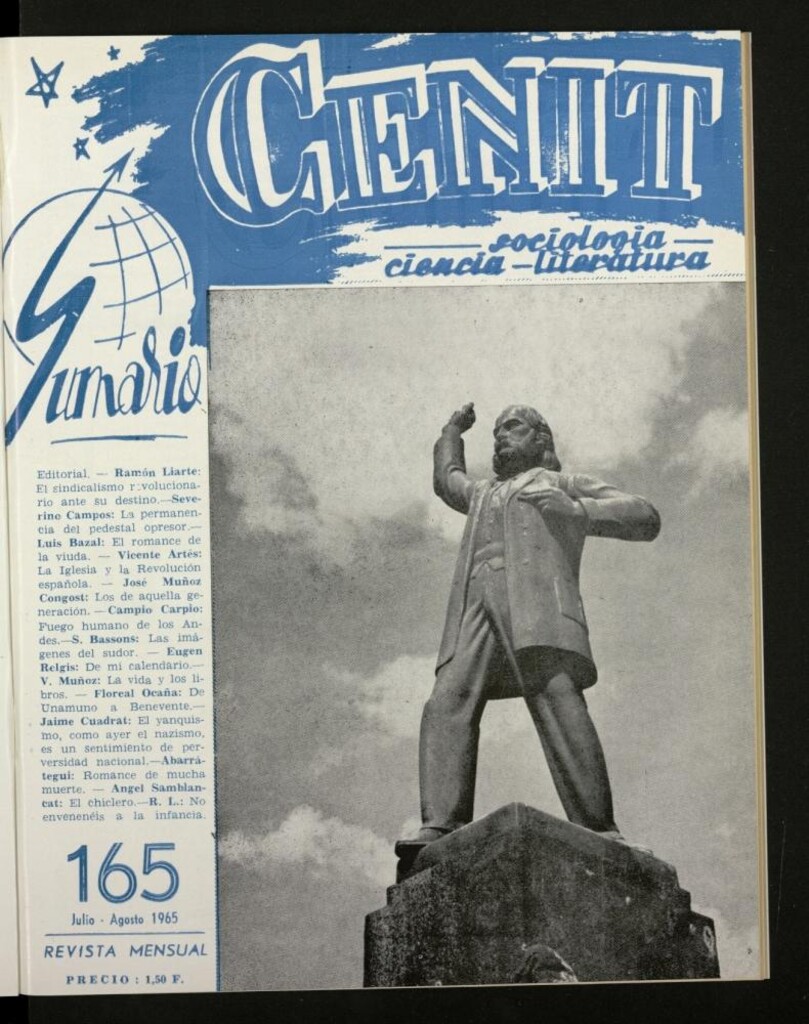 CENIT
sociología
ciencia - literatura
Sumario
Editorial. — Ramón Liarte:
El sindicalismo r:voluciona-
rio ante su destino.—Seve-
rino Campos: La permanen-
cia del pedestal opresor.—
Luis Bazal: El romance de
la viuda. — Vicente Artés:
La Iglesia y la Revolución
española. — José Muñoz
Congost: Los de aquella ge-
neración. — Campio Carpio:
Fuego humano de los An-
des.—S. Bassons: Las imá-
genes del sudor. — Eugen
Relgis: De mi calendario.—
V. Muñoz: La vida y los li-
bros. — Floreal Ocaña: De
Unamuno a Benevente.—
Jaime Cuadrat: El yanquis-
mo, como ayer el nazismo,
es un sentimiento de per-
versidad nacional.—Abarrá-
tegui: Romance de mucha
muerte. — Angel Samblan-
cat: El chiclero.—R. L.: No
envenenéis a la infancia.
165
Julio - Agosto 1965
REVISTA MENSUAL
PRECIO : 1,50 F.